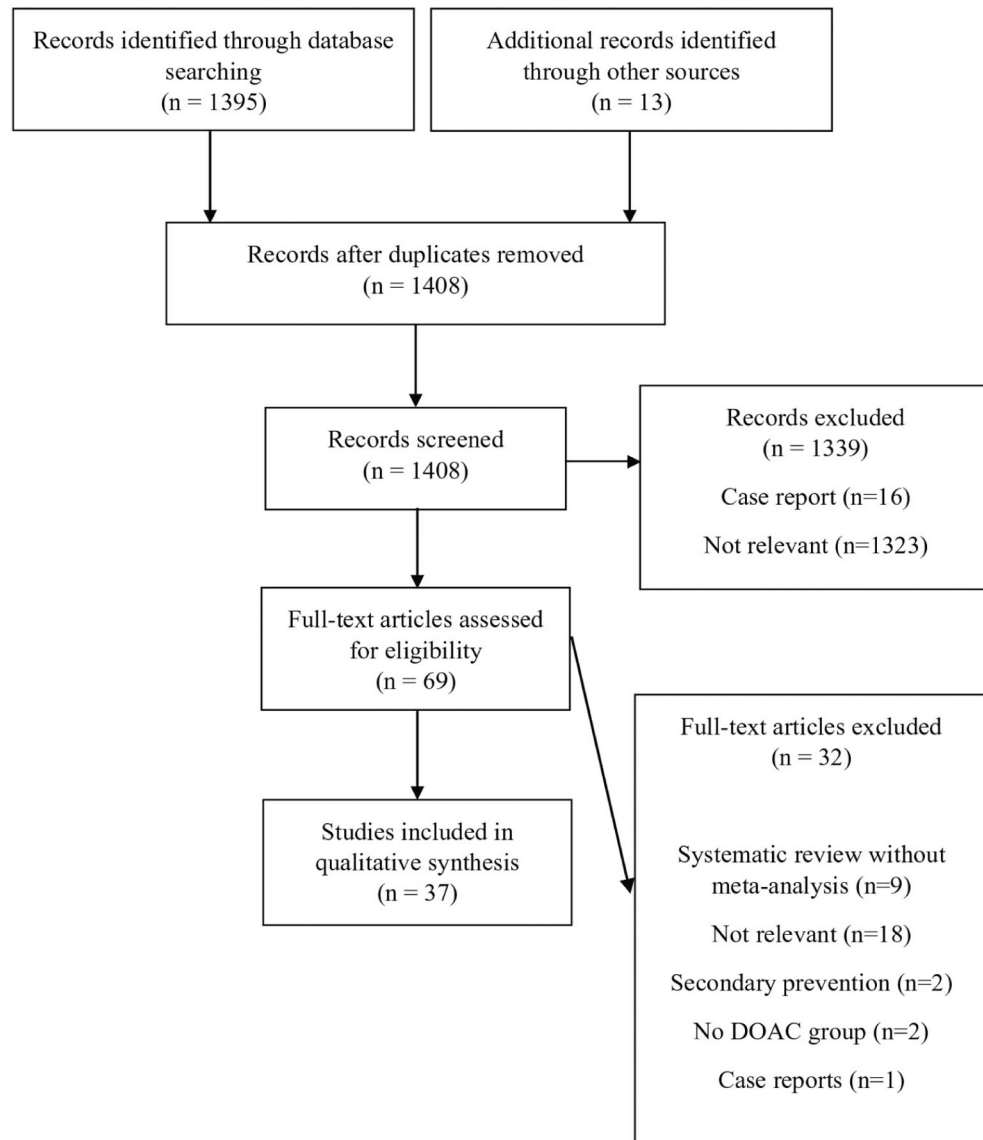 Records identified through database
searching
(n = 1395)
Additional records identified
through other sources
(n = 13)
Records after duplicates removed
(n = 1408)
Records screened
(n = 1408)
Records excluded
(n = 1339)
Case report (n=16)
Not relevant (n=1323)
Full-text articles assessed
for eligibility
(n = 69)
Full-text articles excluded
(n = 32)
Systematic review without
meta-analysis (n=9)
Not relevant (n=18)
Secondary prevention (n=2)
No DOAC group (n=2)
Case reports (n=1)
Studies included in
qualitative synthesis
(n = 37)